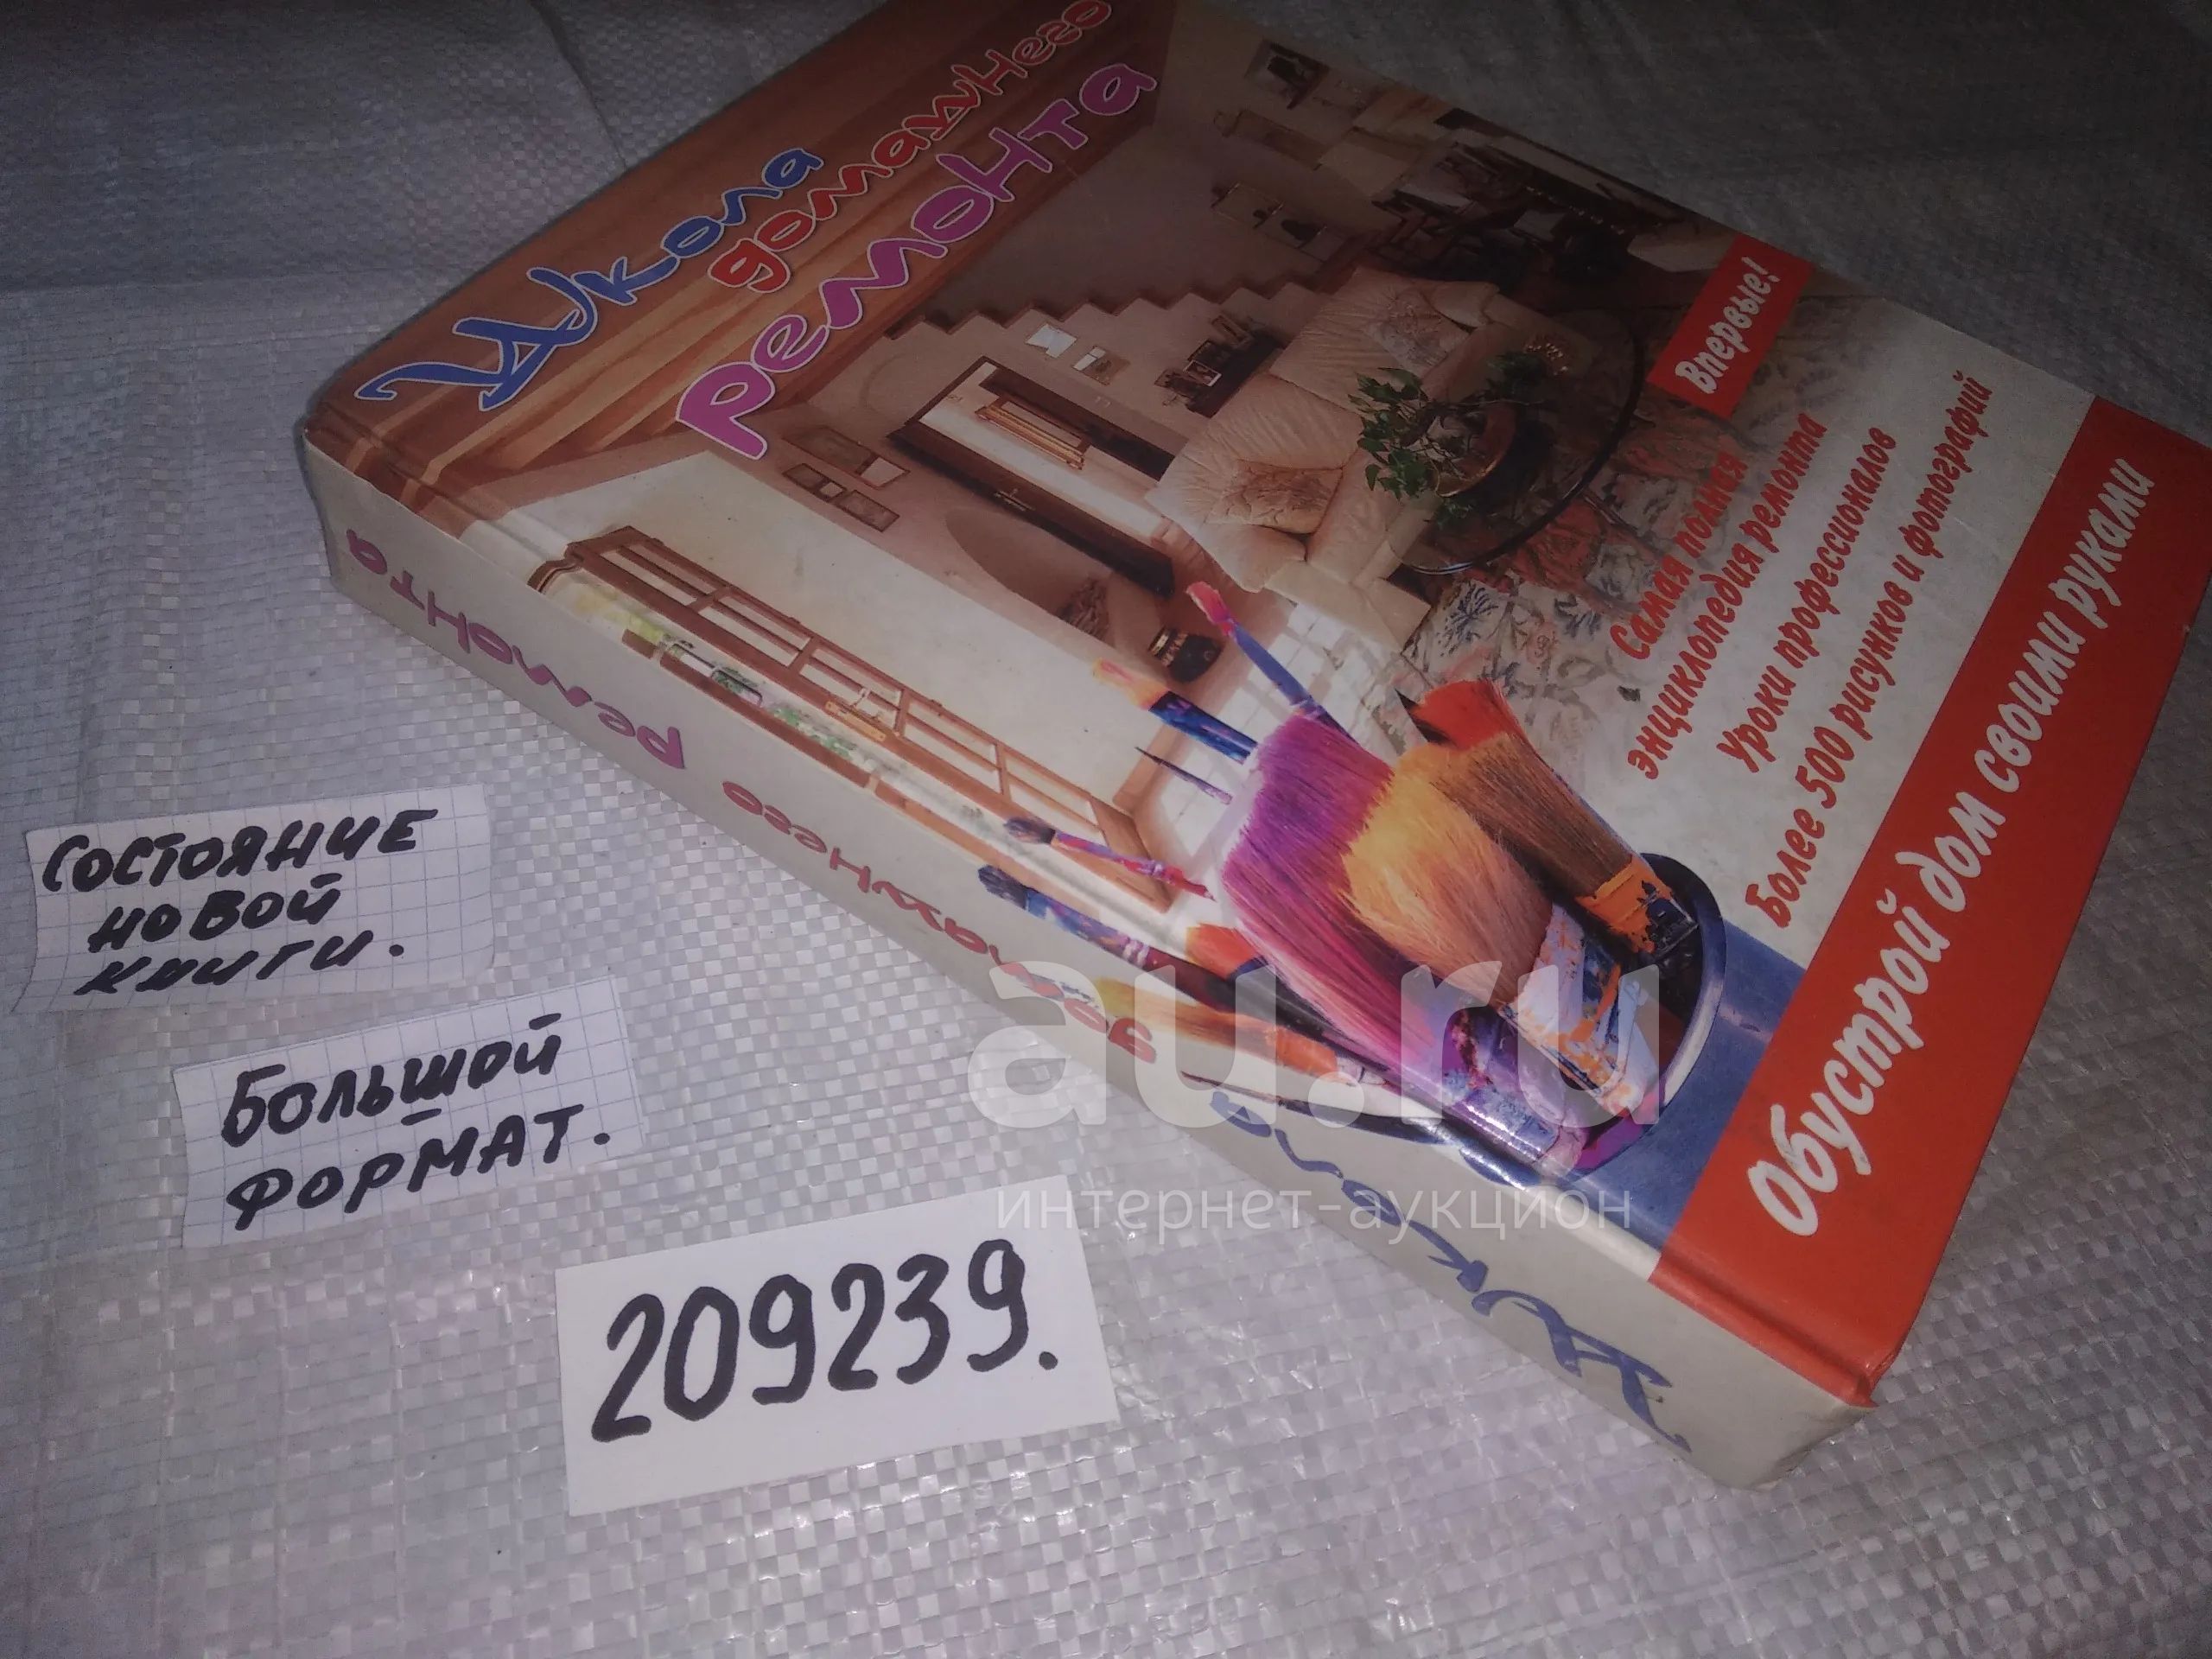 Школа
домашнего
ремонта
Впервые!
Самая полная
энциклопедия ремонта
Уроки профессионалов
Более 500 рисунков и фотографий
Обустрой дом своими руками
Школа домашнего ремонта
СОСТОЯНИЕ
НОВОЙ
КНИГИ.
БОЛЬШОЙ
ФОРМАТ.
209239.
au.ru
интернет-аукцион